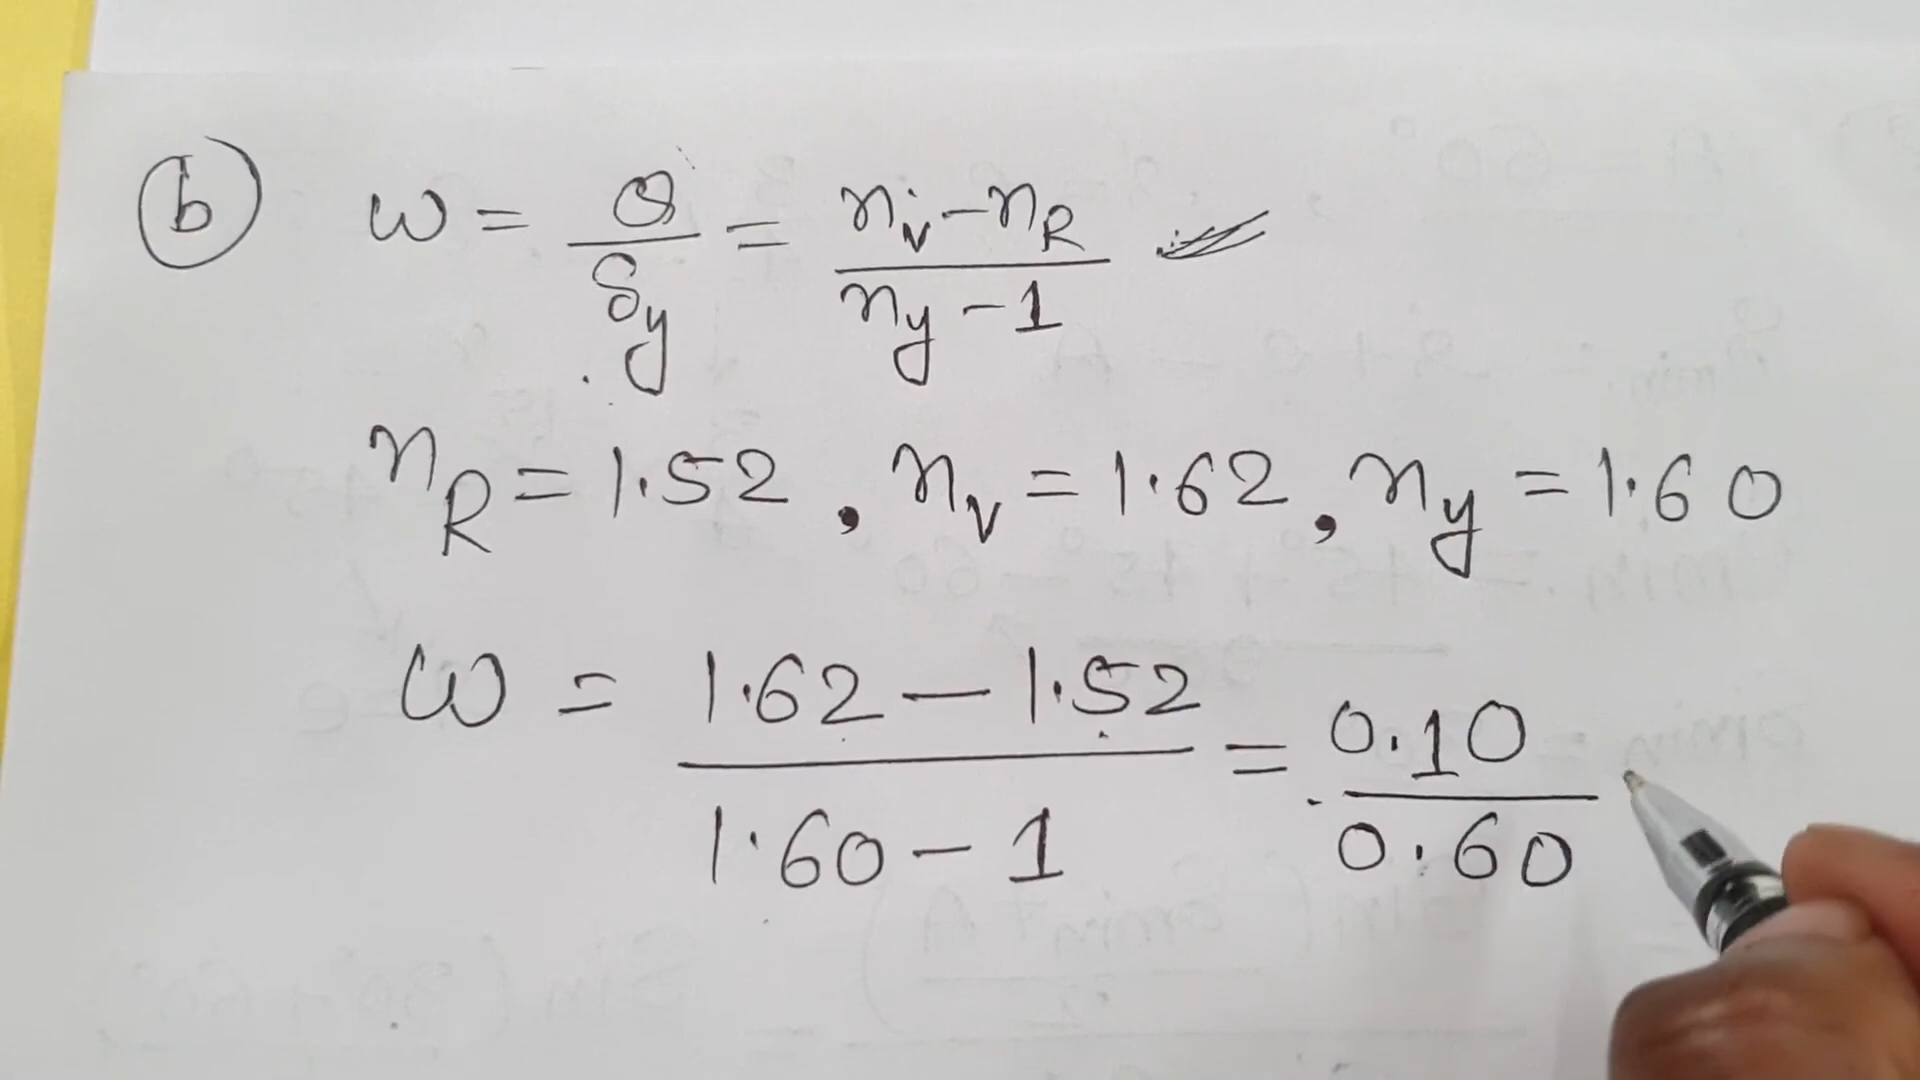 (b) ω = θ/δy = (nv - nR)/(ny - 1)
nR = 1.52, nv = 1.62, ny = 1.60
ω = (1.62 - 1.52)/(1.60 - 1) = 0.10/0.60